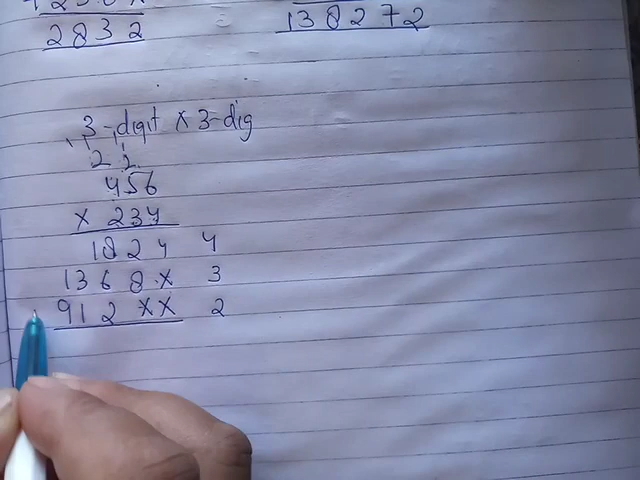 2832
138272
3-digit x 3-dig
2 2
456
x 234
1824 4
1368x 3
912xx 2